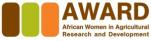 AWARD
African Women in Agricultural
Research and Development